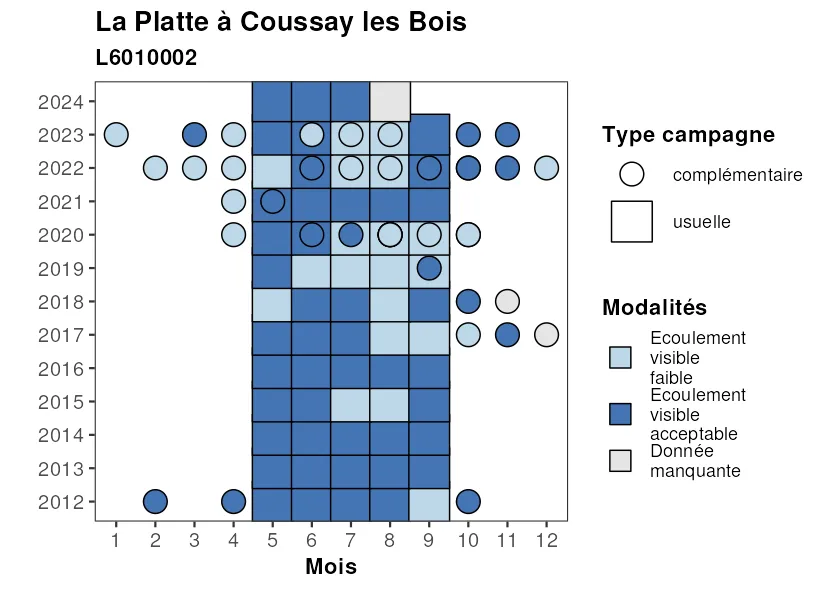 La Platte à Coussay les Bois
L6010002
2024
2023
2022
2021
2020
2019
2018
2017
2016
2015
2014
2013
2012
1 2 3 4 5 6 7 8 9 10 11 12
Mois
Type campagne
complémentaire
usuelle
Modalités
Ecoulement
visible
faible
Ecoulement
visible
acceptable
Donnée
manquante